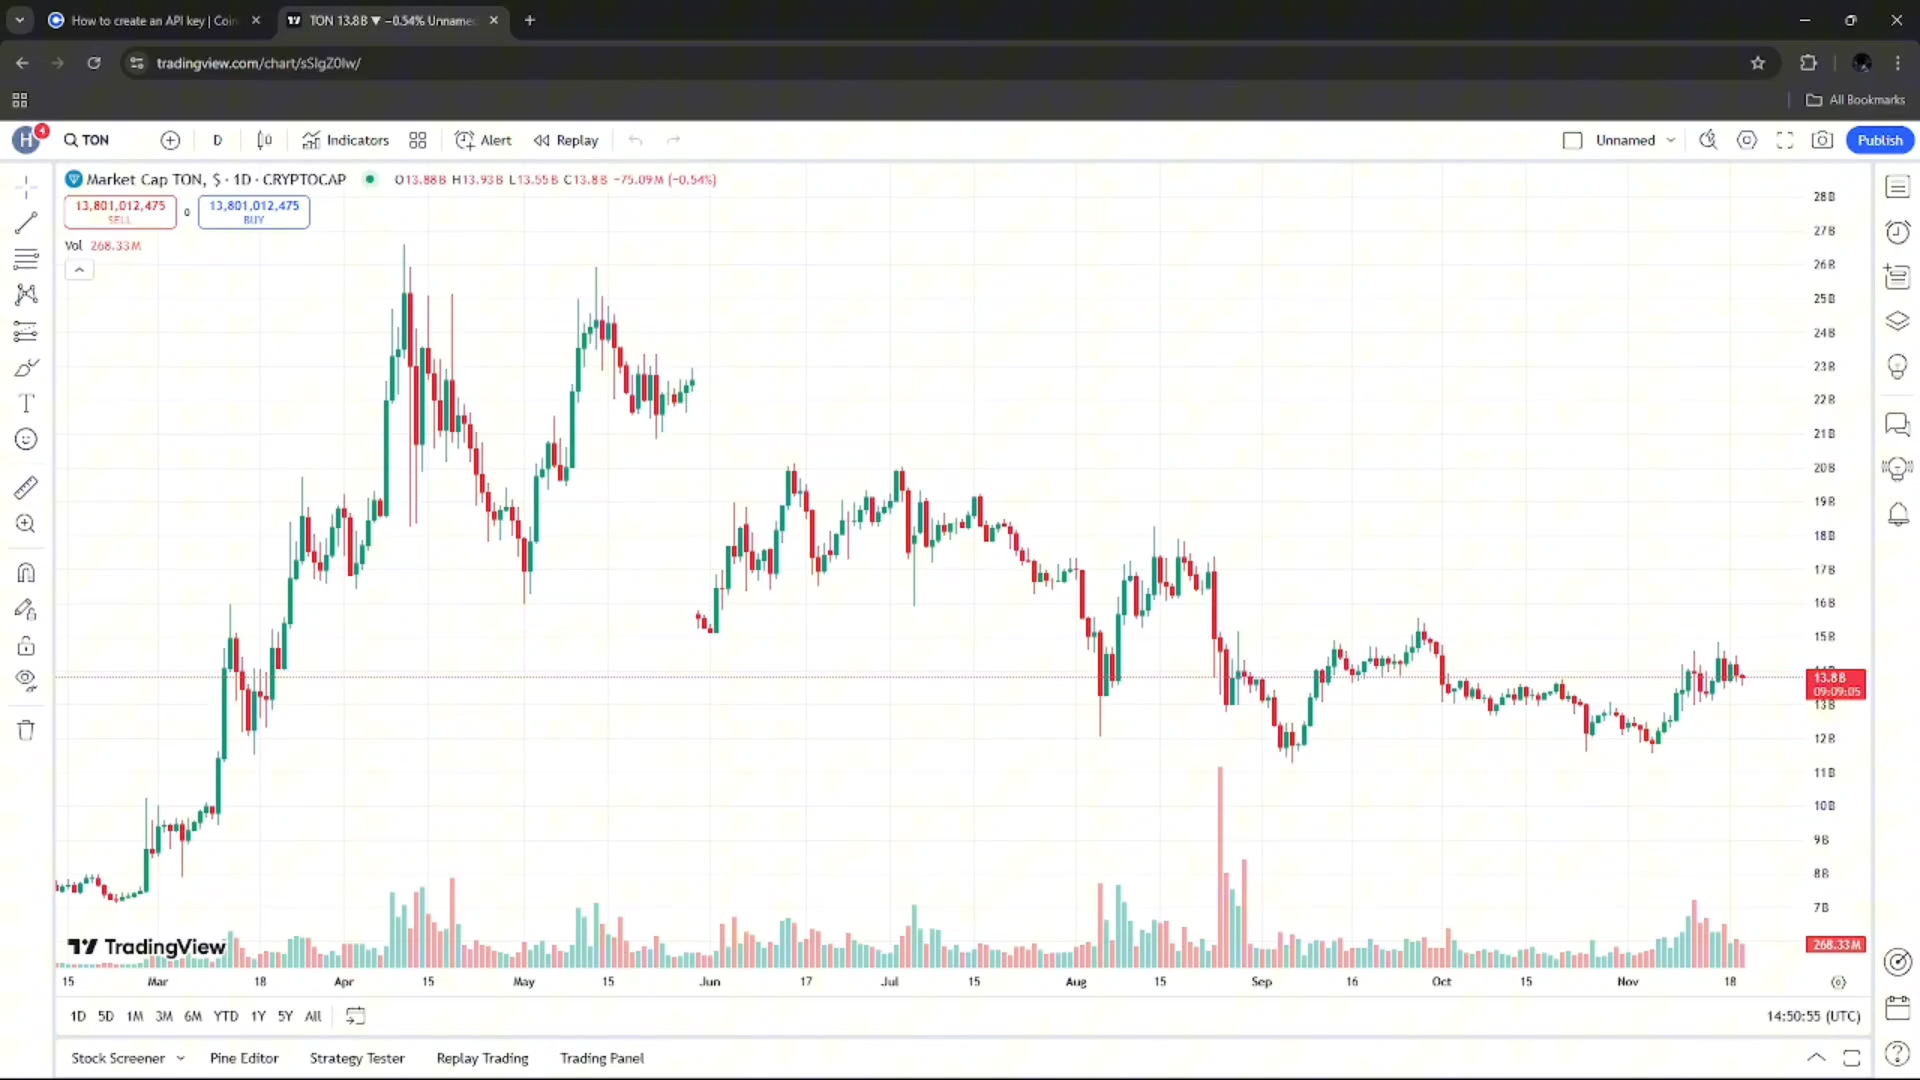 How to create an API key | Coin
TON 13.8B ▼ −0.54% Unname
tradingview.com/chart/sSIgZ0Iw/
All Bookmarks
H
4
TON
D
Indicators
Alert
Replay
Unnamed
Publish
Market Cap TON, $ · 1D · CRYPTOCAP
O13.88B H13.93B L13.55B C13.8B −75.09M (−0.54%)
13,801,012,475
SELL
0
13,801,012,475
BUY
Vol 268.33M
28B
27B
26B
25B
24B
23B
22B
21B
20B
19B
18B
17B
16B
15B
13.8B
09:09:05
13B
12B
11B
10B
9B
8B
7B
268.33M
TradingView
15 Mar 18 Apr 15 May 15 Jun 17 Jul 15 Aug 15 Sep 16 Oct 15 Nov 18
1D 5D 1M 3M 6M YTD 1Y 5Y All
14:50:55 (UTC)
Stock Screener Pine Editor Strategy Tester Replay Trading Trading Panel